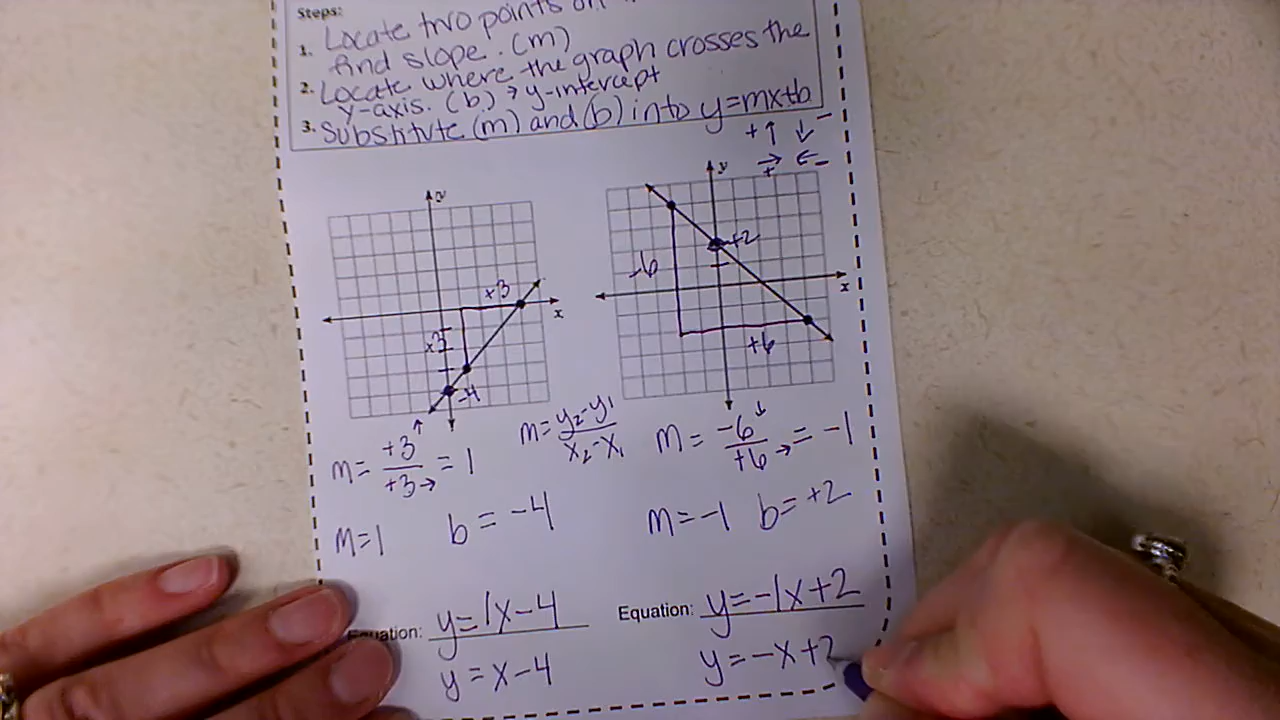 Steps:
1. Locate two points on
find slope. (m)
2. Locate where the graph crosses the
y-axis. (b) → y-intercept
3. Substitute (m) and (b) into y=mx+b
+↑ ↓−
→+ ←−
y
+3
x
x3
-4
y
+2
-6
x
+6
m= +3↑/+3→ = 1
m= y₂-y₁/x₂-x₁
m= -6↓/+6→ = -1
m=1 b=-4
m=-1 b=+2
Equation: y=1x-4
y=x-4
Equation: y=-1x+2
y=-x+2